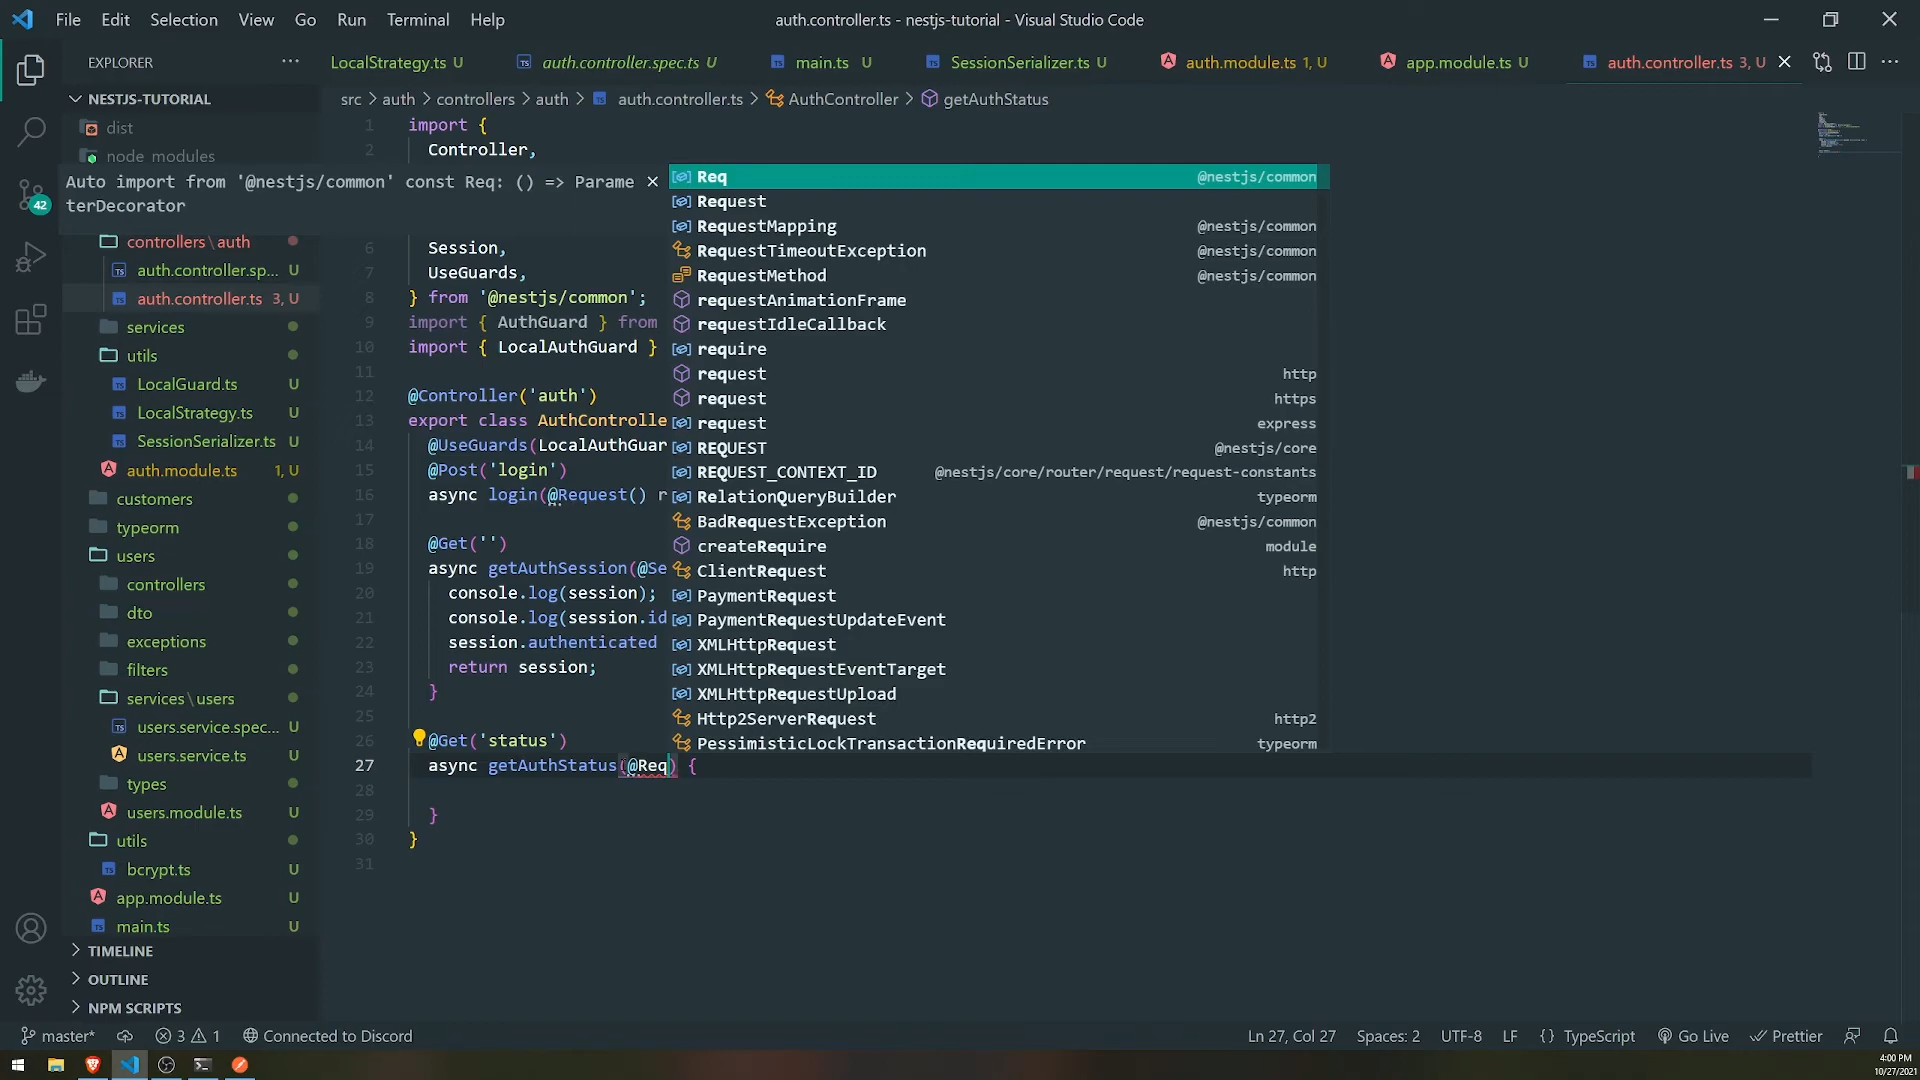 File Edit Selection View Go Run Terminal Help
auth.controller.ts - nestjs-tutorial - Visual Studio Code
EXPLORER
LocalStrategy.ts U
auth.controller.spec.ts U
main.ts U
SessionSerializer.ts U
auth.module.ts 1, U
app.module.ts U
auth.controller.ts 3, U
NESTJS-TUTORIAL
src > auth > controllers > auth > auth.controller.ts > AuthController > getAuthStatus
dist
node_modules
Auto import from '@nestjs/common' const Req: () => Parame
terDecorator
42
controllers\auth
auth.controller.sp... U
auth.controller.ts 3, U
services
utils
LocalGuard.ts U
LocalStrategy.ts U
SessionSerializer.ts U
auth.module.ts 1, U
customers
typeorm
users
controllers
dto
exceptions
filters
services\users
users.service.spec... U
users.service.ts U
types
users.module.ts U
utils
bcrypt.ts U
app.module.ts U
main.ts U
TIMELINE
OUTLINE
NPM SCRIPTS
1 import {
2 Controller,
6 Session,
7 UseGuards,
8 } from '@nestjs/common';
9 import { AuthGuard } from
10 import { LocalAuthGuard }
11
12 @Controller('auth')
13 export class AuthControlle
14 @UseGuards(LocalAuthGuar
15 @Post('login')
16 async login(@Request() r
17
18 @Get('')
19 async getAuthSession(@Se
20 console.log(session);
21 console.log(session.id
22 session.authenticated
23 return session;
24 }
25
26 @Get('status')
27 async getAuthStatus(@Req) {
28
29 }
30 }
31
Req @nestjs/common
Request
RequestMapping @nestjs/common
RequestTimeoutException @nestjs/common
RequestMethod @nestjs/common
requestAnimationFrame
requestIdleCallback
require
request http
request https
request express
REQUEST @nestjs/core
REQUEST_CONTEXT_ID @nestjs/core/router/request/request-constants
RelationQueryBuilder typeorm
BadRequestException @nestjs/common
createRequire module
ClientRequest http
PaymentRequest
PaymentRequestUpdateEvent
XMLHttpRequest
XMLHttpRequestEventTarget
XMLHttpRequestUpload
Http2ServerRequest http2
PessimisticLockTransactionRequiredError typeorm
master* 3 1 Connected to Discord
Ln 27, Col 27 Spaces: 2 UTF-8 LF {} TypeScript Go Live Prettier
4:00 PM
10/27/2021